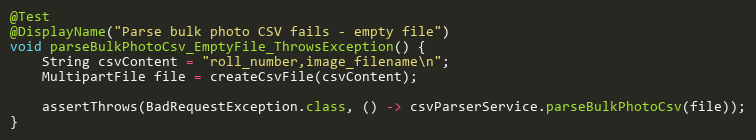 @Test
@DisplayName("Parse bulk photo CSV fails - empty file")
void parseBulkPhotoCsv_EmptyFile_ThrowsException() {
    String csvContent = "roll_number,image_filename\n";
    MultipartFile file = createCsvFile(csvContent);

    assertThrows(BadRequestException.class, () -> csvParserService.parseBulkPhotoCsv(file));
}